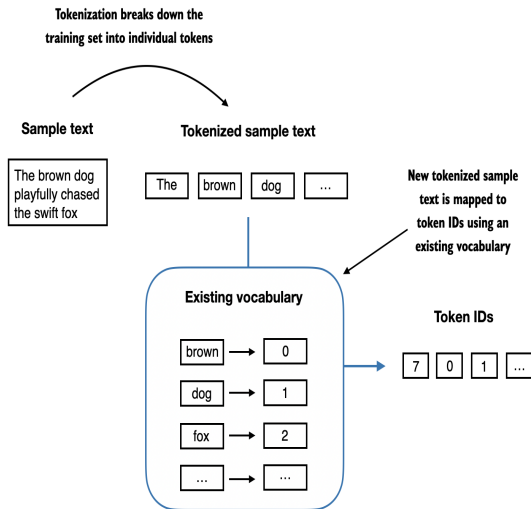 Tokenization breaks down the
training set into individual tokens
Sample text
Tokenized sample text
The brown dog
playfully chased
the swift fox
The brown dog ...
New tokenized sample
text is mapped to
token IDs using an
existing vocabulary
Existing vocabulary
brown 0
dog 1
fox 2
... ...
Token IDs
7 0 1 ...